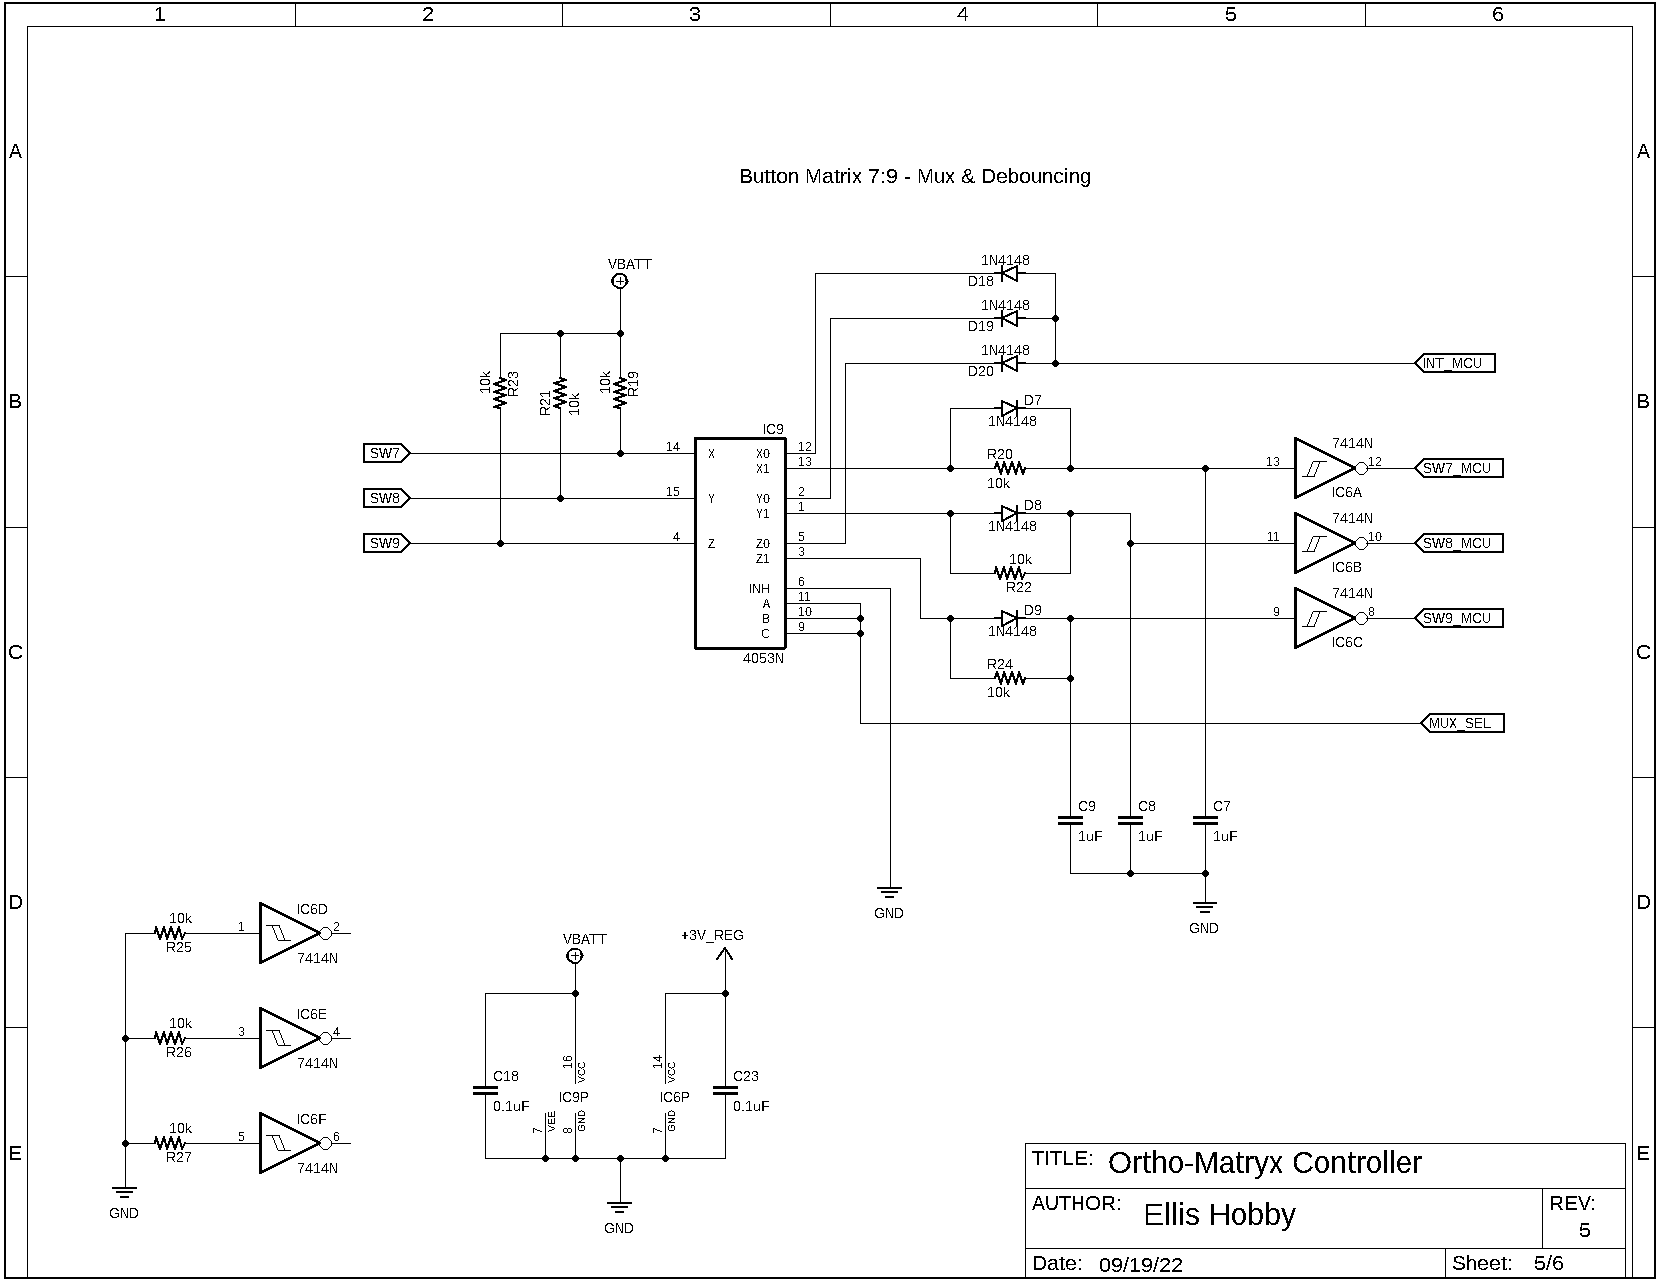 1 2 3 4 5 6
A A
Button Matrix 7:9 - Mux & Debouncing
VBATT
1N4148
D18
1N4148
D19
1N4148
D20
INT_MCU
10k R23
R21 10k
10k R19
B B
D7
1N4148
IC9
SW7 14 X X0 12
X1 13
R20
10k
13 7414N 12 SW7_MCU
IC6A
SW8 15 Y Y0 2
Y1 1
D8
1N4148
7414N
11 10 SW8_MCU
IC6B
SW9 4 Z Z0 5
Z1 3
10k
R22
INH 6
A 11
B 10
C 9
4053N
D9
1N4148
7414N
9 8 SW9_MCU
IC6C
C C
R24
10k
MUX_SEL
C9 C8 C7
1uF 1uF 1uF
GND
GND
D D
10k 1 IC6D 2
R25 7414N
10k 3 IC6E 4
R26 7414N
10k 5 IC6F 6
R27 7414N
GND
VBATT +3V_REG
16 VCC 14 VCC
C18 IC9P IC6P C23
0.1uF 0.1uF
7 VEE 8 GND 7 GND
GND
E E
TITLE: Ortho-Matryx Controller
AUTHOR: Ellis Hobby
REV: 5
Date: 09/19/22
Sheet: 5/6